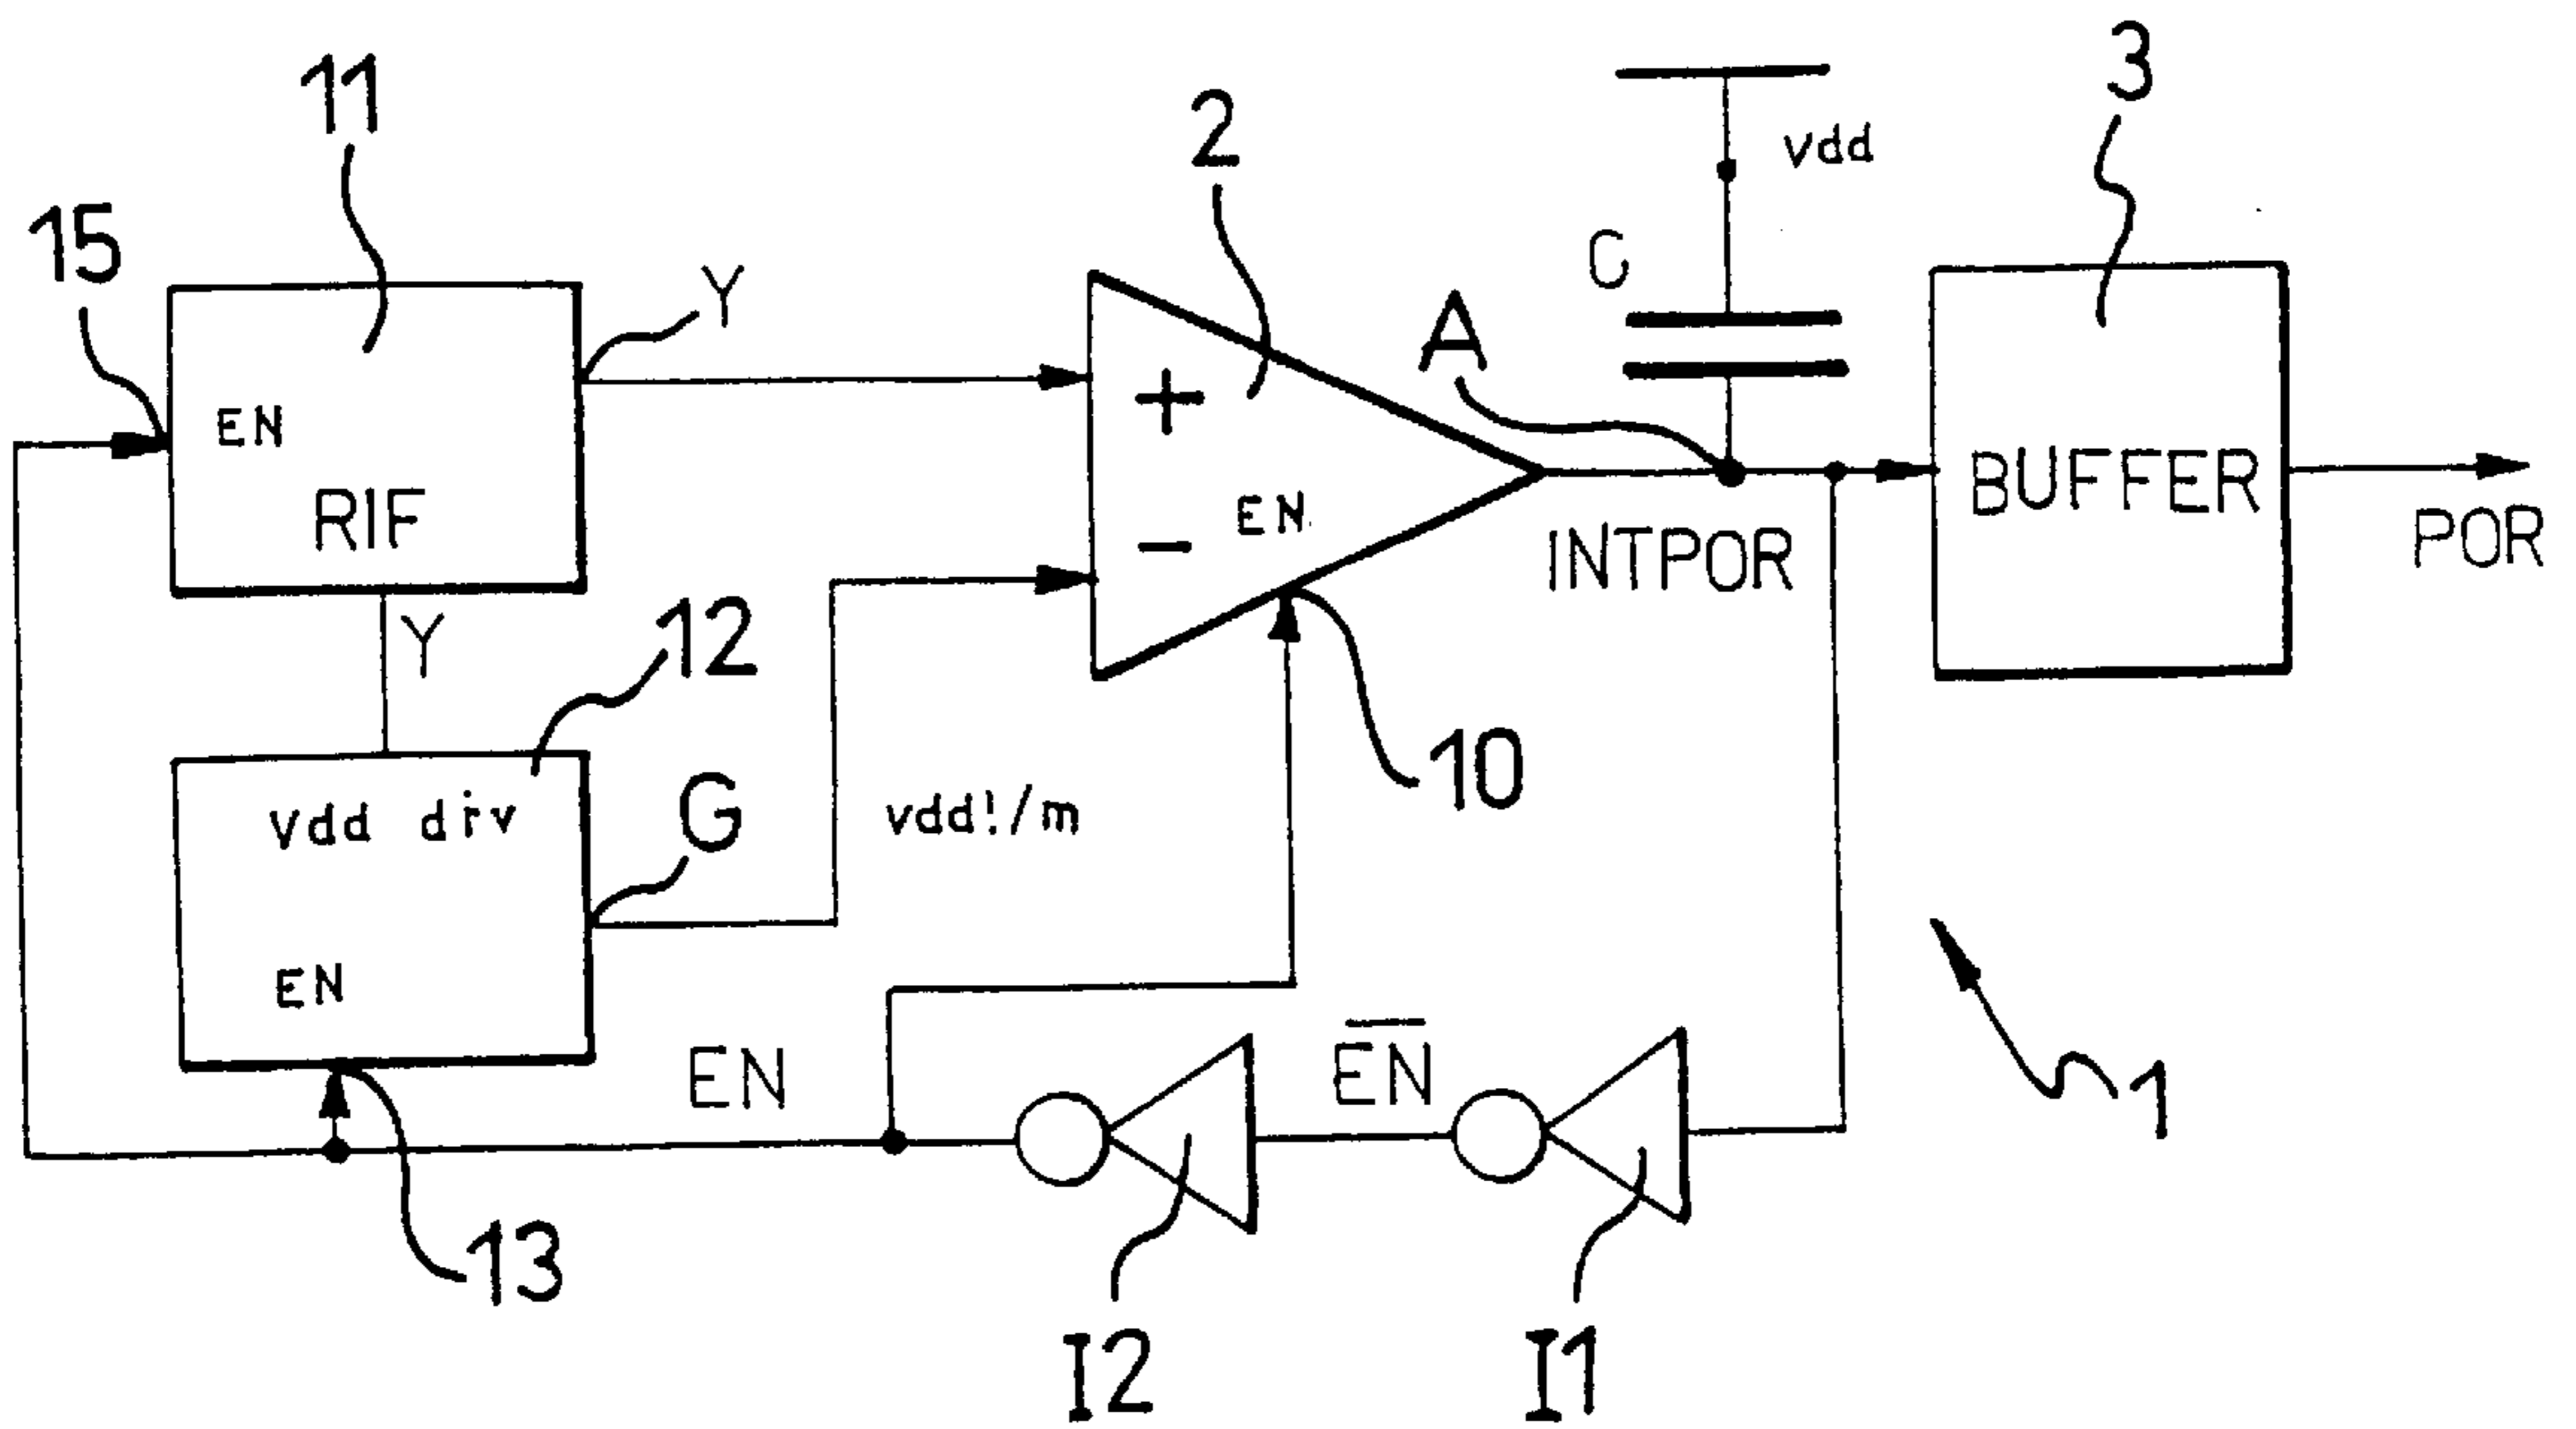 11
15
EN
RIF
Y
Y
12
Vdd div
EN
G
vdd!/m
13
2
+
-
EN
10
A
C
vdd
INTPOR
3
BUFFER
POR
EN
I2
E̅N̅
I1
1